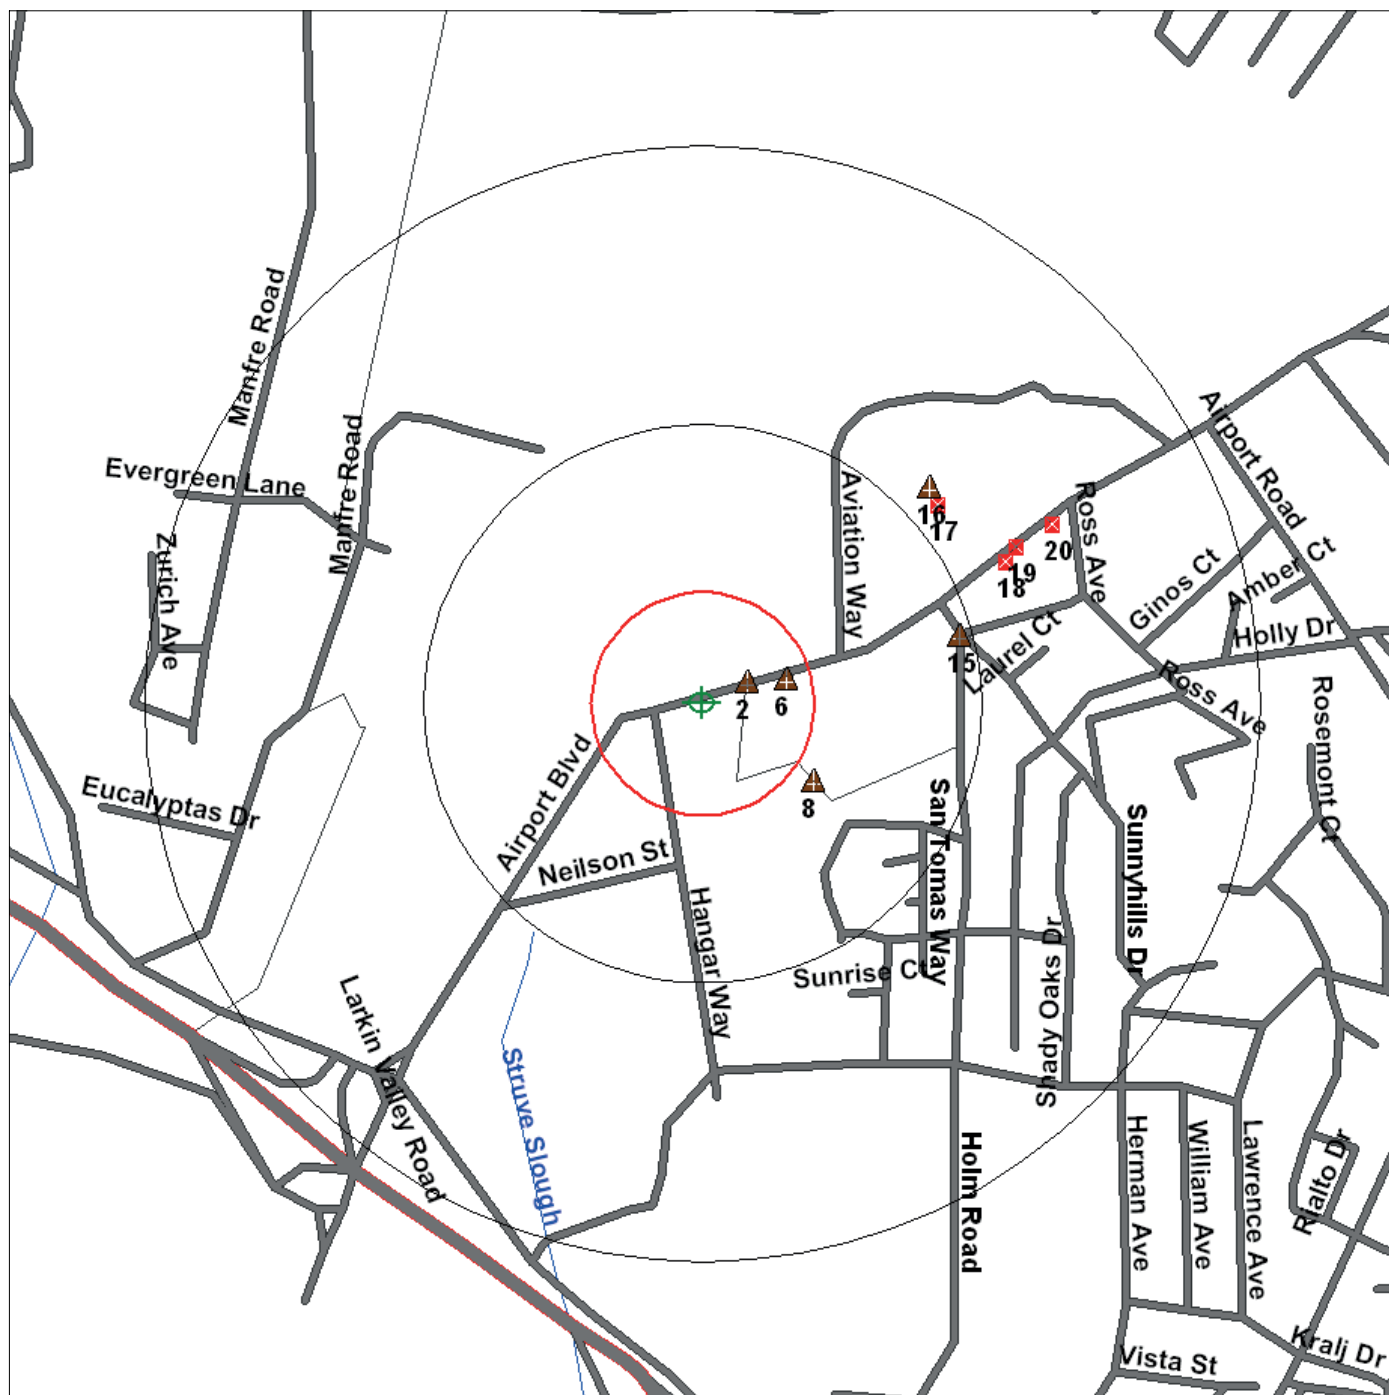 Manfre Road
Evergreen Lane
Manfre Road
Zurich Ave
Eucalyptas Dr
Airport Blvd
Neilson St
Hangar Way
Larkin Valley Road
Struve Slough
Aviation Way
16
17
20
19
18
15
2
6
8
Ross Ave
Airport Road
Ginos Ct
Amber Ct
Holly Dr
Laurel Ct
Ross Ave
Rosemont Ct
San Tomas Way
Sunnyhills Dr
Sunrise Ct
Shady Oaks Dr
Holm Road
Herman Ave
William Ave
Lawrence Ave
Rialto Dr
Kralj Dr
Vista St